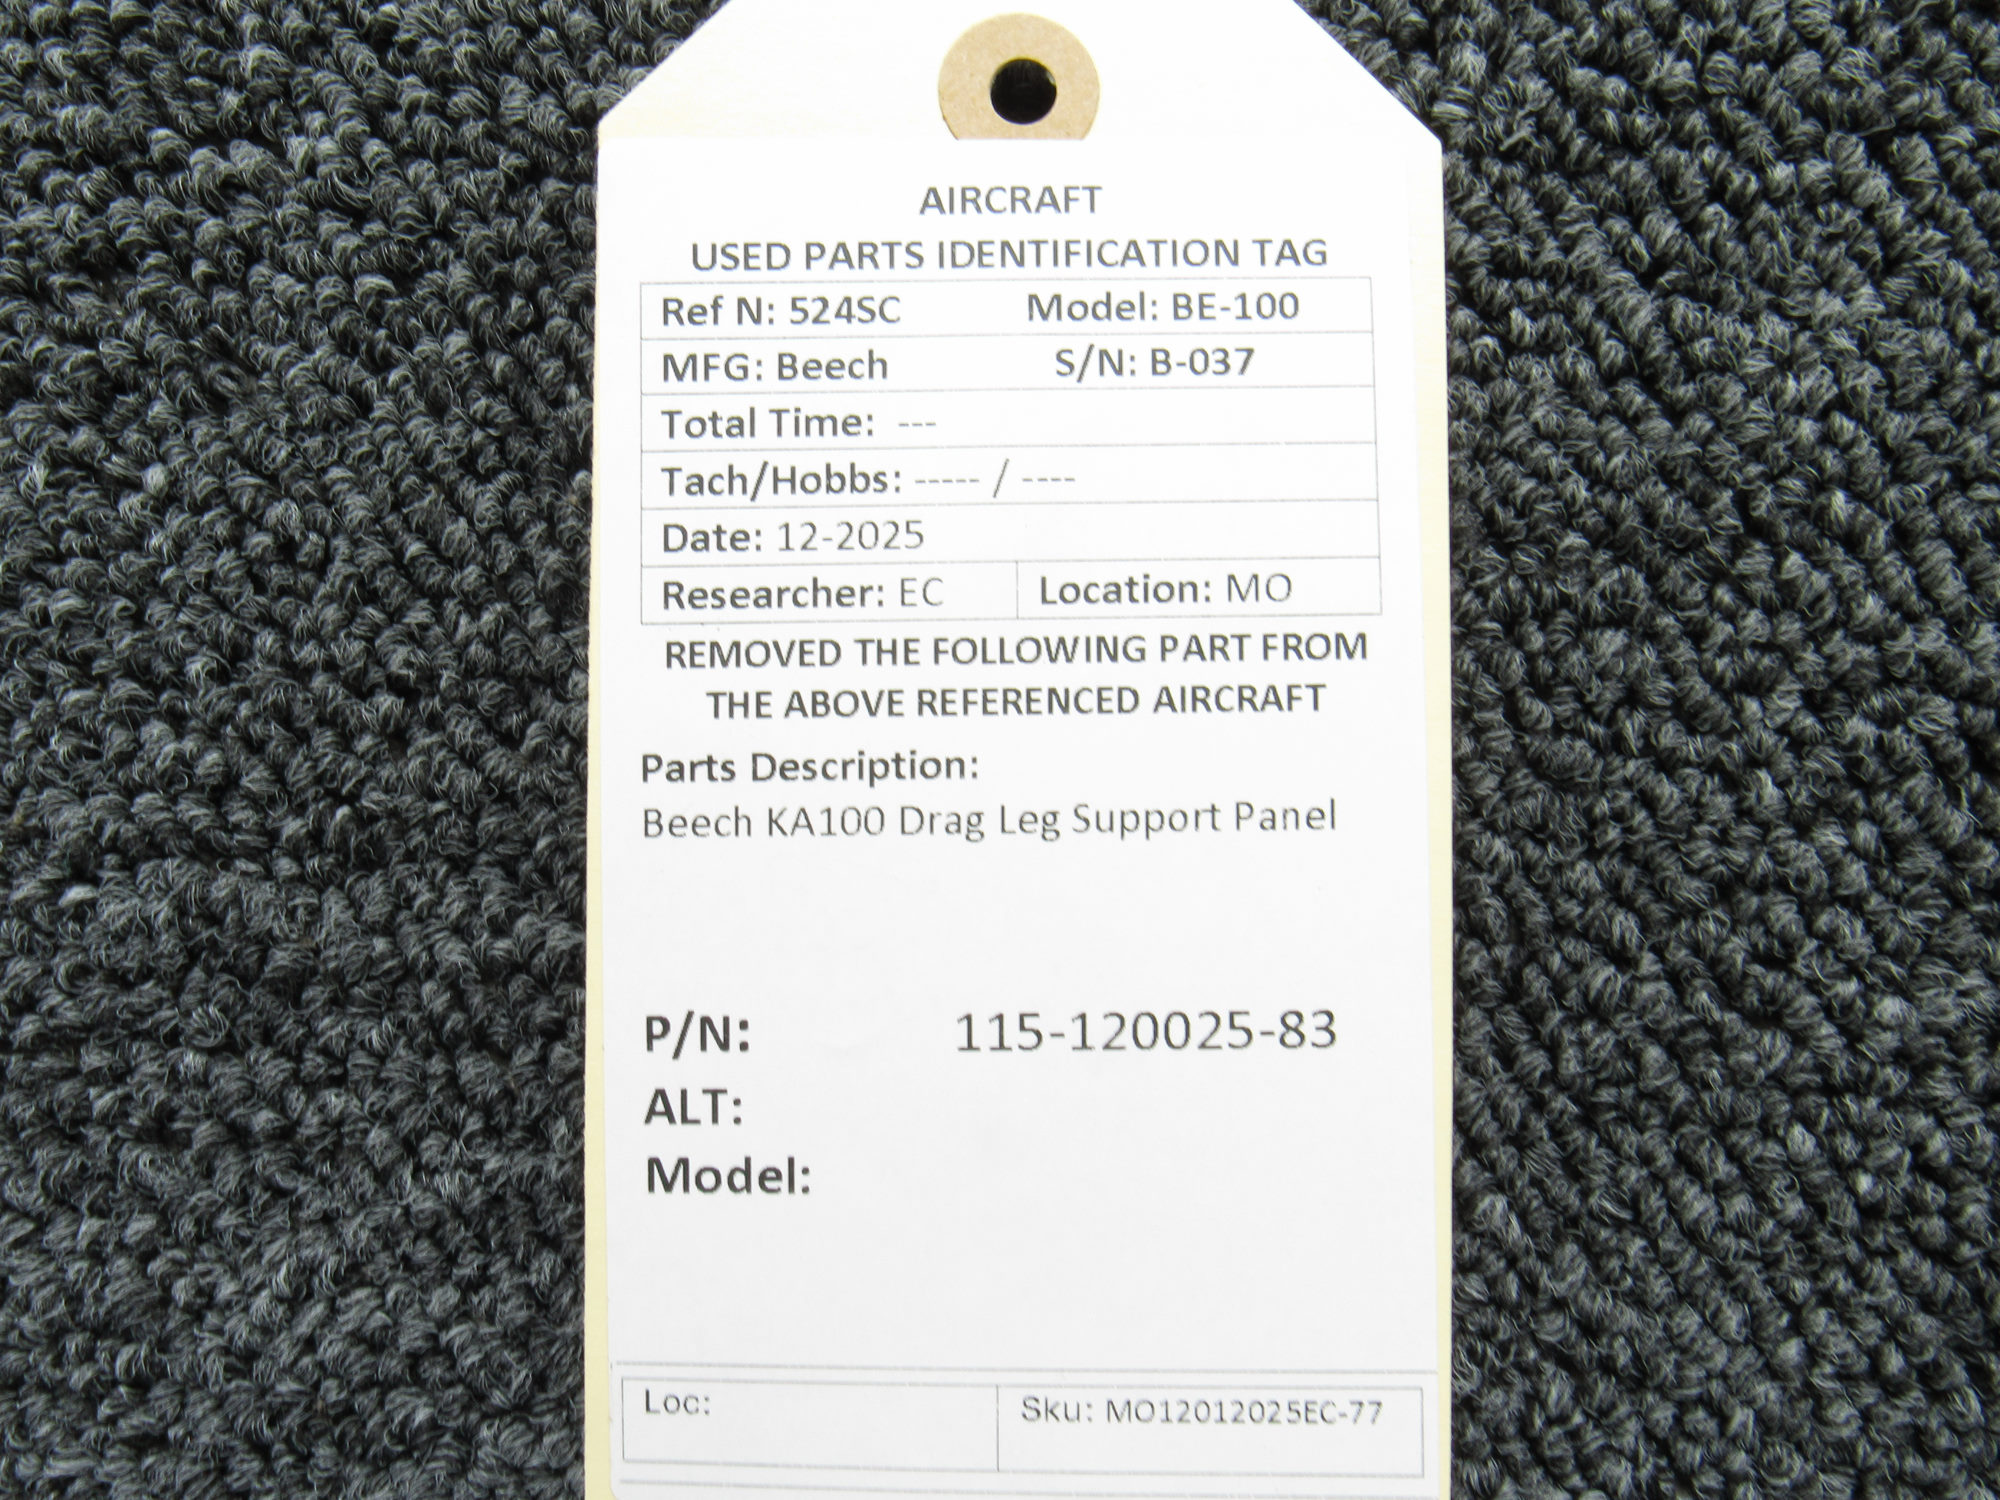 AIRCRAFT
USED PARTS IDENTIFICATION TAG
Ref N: 524SC Model: BE-100
MFG: Beech S/N: B-037
Total Time: ---
Tach/Hobbs: ----- / ----
Date: 12-2025
Researcher: EC Location: MO
REMOVED THE FOLLOWING PART FROM
THE ABOVE REFERENCED AIRCRAFT
Parts Description:
Beech KA100 Drag Leg Support Panel
P/N: 115-120025-83
ALT:
Model:
Loc: Sku: MO12012025EC-77